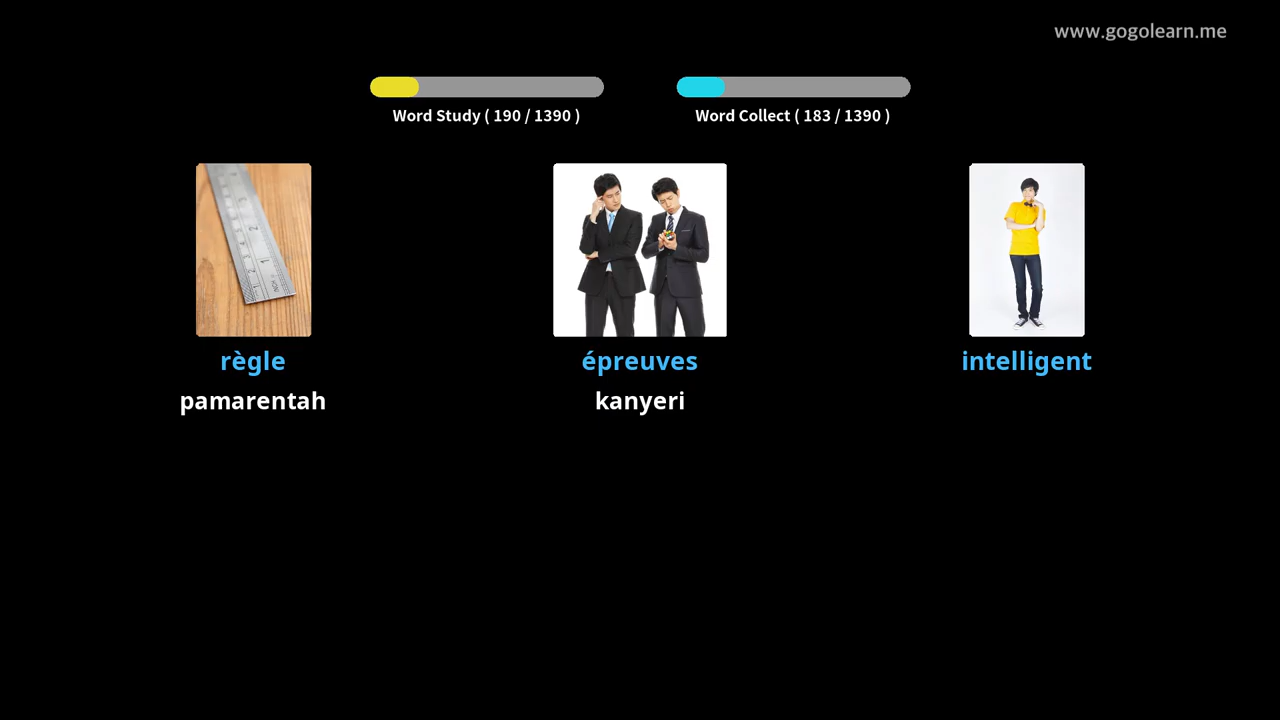 www.gogolearn.me
Word Study ( 190 / 1390 )
Word Collect ( 183 / 1390 )
règle
épreuves
intelligent
pamarentah
kanyeri